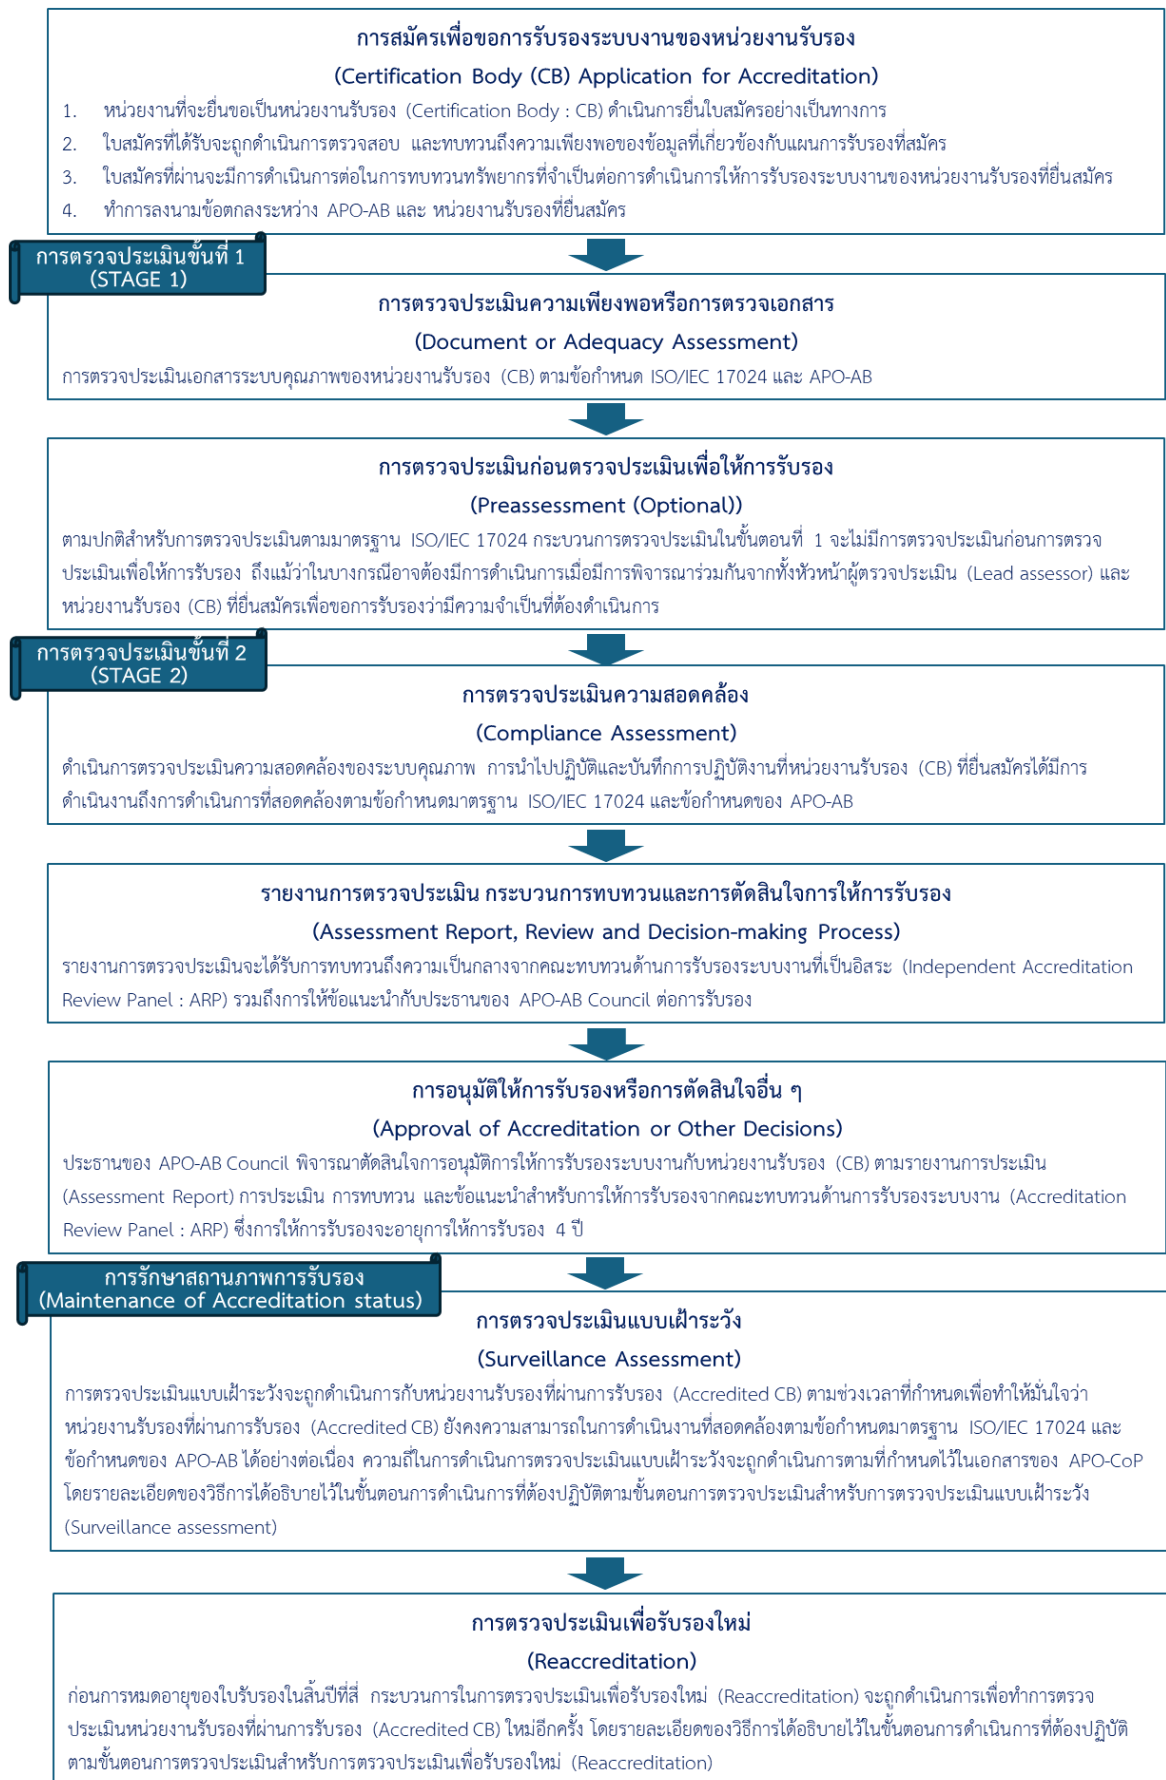 การสมัครเพื่อขอการรับรองระบบงานของหน่วยงานรับรอง
(Certification Body (CB) Application for Accreditation)
1. หน่วยงานที่จะยื่นขอเป็นหน่วยงานรับรอง (Certification Body : CB) ดำเนินการยื่นใบสมัครอย่างเป็นทางการ
2. ใบสมัครที่ได้รับจะถูกดำเนินการตรวจสอบ และทบทวนถึงความเพียงพอของข้อมูลที่เกี่ยวข้องกับแผนการรับรองที่สมัคร
3. ใบสมัครที่ผ่านจะมีการดำเนินการต่อในการทบทวนทรัพยากรที่จำเป็นต่อการดำเนินการให้การรับรองระบบงานของหน่วยงานรับรองที่ยื่นสมัคร
4. ทำการลงนามข้อตกลงระหว่าง APO-AB และ หน่วยงานรับรองที่ยื่นสมัคร
การตรวจประเมินขั้นที่ 1
(STAGE 1)
การตรวจประเมินความเพียงพอหรือการตรวจเอกสาร
(Document or Adequacy Assessment)
การตรวจประเมินเอกสารระบบคุณภาพของหน่วยงานรับรอง (CB) ตามข้อกำหนด ISO/IEC 17024 และ APO-AB
การตรวจประเมินก่อนตรวจประเมินเพื่อให้การรับรอง
(Preassessment (Optional))
ตามปกติสำหรับการตรวจประเมินตามมาตรฐาน ISO/IEC 17024 กระบวนการตรวจประเมินในขั้นตอนที่ 1 จะไม่มีการตรวจประเมินก่อนการตรวจ
ประเมินเพื่อให้การรับรอง ถึงแม้ว่าในบางกรณีอาจต้องมีการดำเนินการเมื่อมีการพิจารณาร่วมกันจากทั้งหัวหน้าผู้ตรวจประเมิน (Lead assessor) และ
หน่วยงานรับรอง (CB) ที่ยื่นสมัครเพื่อขอการรับรองว่ามีความจำเป็นที่ต้องดำเนินการ
การตรวจประเมินขั้นที่ 2
(STAGE 2)
การตรวจประเมินความสอดคล้อง
(Compliance Assessment)
ดำเนินการตรวจประเมินความสอดคล้องของระบบคุณภาพ การนำไปปฏิบัติและบันทึกการปฏิบัติงานที่หน่วยงานรับรอง (CB) ที่ยื่นสมัครได้มีการ
ดำเนินงานถึงการดำเนินการที่สอดคล้องตามข้อกำหนดมาตรฐาน ISO/IEC 17024 และข้อกำหนดของ APO-AB
รายงานการตรวจประเมิน กระบวนการทบทวนและการตัดสินใจการให้การรับรอง
(Assessment Report, Review and Decision-making Process)
รายงานการตรวจประเมินจะได้รับการทบทวนถึงความเป็นกลางจากคณะทบทวนด้านการรับรองระบบงานที่เป็นอิสระ (Independent Accreditation
Review Panel : ARP) รวมถึงการให้ข้อแนะนำกับประธานของ APO-AB Council ต่อการรับรอง
การอนุมัติให้การรับรองหรือการตัดสินใจอื่น ๆ
(Approval of Accreditation or Other Decisions)
ประธานของ APO-AB Council พิจารณาตัดสินใจการอนุมัติการให้การรับรองระบบงานกับหน่วยงานรับรอง (CB) ตามรายงานการประเมิน
(Assessment Report) การประเมิน การทบทวน และข้อแนะนำสำหรับการให้การรับรองจากคณะทบทวนด้านการรับรองระบบงาน (Accreditation
Review Panel : ARP) ซึ่งการให้การรับรองจะอายุการให้การรับรอง 4 ปี
การรักษาสถานภาพการรับรอง
(Maintenance of Accreditation status)
การตรวจประเมินแบบเฝ้าระวัง
(Surveillance Assessment)
การตรวจประเมินแบบเฝ้าระวังจะถูกดำเนินการกับหน่วยงานรับรองที่ผ่านการรับรอง (Accredited CB) ตามช่วงเวลาที่กำหนดเพื่อทำให้มั่นใจว่า
หน่วยงานรับรองที่ผ่านการรับรอง (Accredited CB) ยังคงความสามารถในการดำเนินงานที่สอดคล้องตามข้อกำหนดมาตรฐาน ISO/IEC 17024 และ
ข้อกำหนดของ APO-AB ได้อย่างต่อเนื่อง ความถี่ในการดำเนินการตรวจประเมินแบบเฝ้าระวังจะถูกดำเนินการตามที่กำหนดไว้ในเอกสารของ APO-CoP
โดยรายละเอียดของวิธีการได้อธิบายไว้ในขั้นตอนการดำเนินการที่ต้องปฏิบัติตามขั้นตอนการตรวจประเมินสำหรับการตรวจประเมินแบบเฝ้าระวัง
(Surveillance assessment)
การตรวจประเมินเพื่อรับรองใหม่
(Reaccreditation)
ก่อนการหมดอายุของใบรับรองในสิ้นปีที่สี่ กระบวนการในการตรวจประเมินเพื่อรับรองใหม่ (Reaccreditation) จะถูกดำเนินการเพื่อทำการตรวจ
ประเมินหน่วยงานรับรองที่ผ่านการรับรอง (Accredited CB) ใหม่อีกครั้ง โดยรายละเอียดของวิธีการได้อธิบายไว้ในขั้นตอนการดำเนินการที่ต้องปฏิบัติ
ตามขั้นตอนการตรวจประเมินสำหรับการตรวจประเมินเพื่อรับรองใหม่ (Reaccreditation)